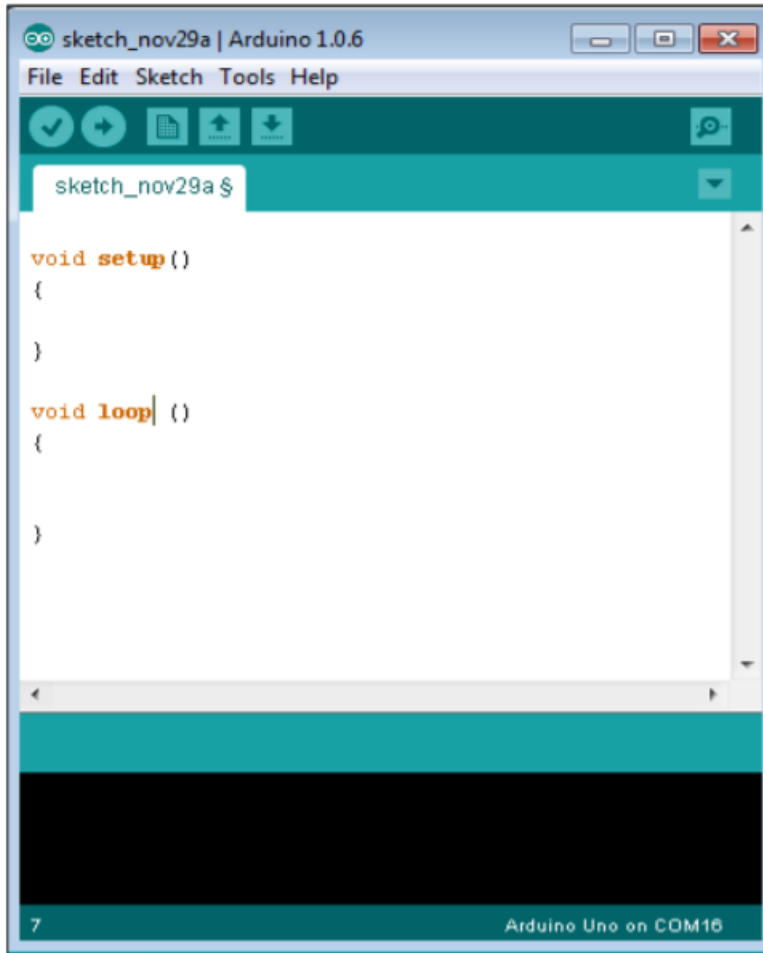 sketch_nov29a | Arduino 1.0.6
File Edit Sketch Tools Help
sketch_nov29a §
void setup()
{
}
void loop ()
{
}
7 Arduino Uno on COM16